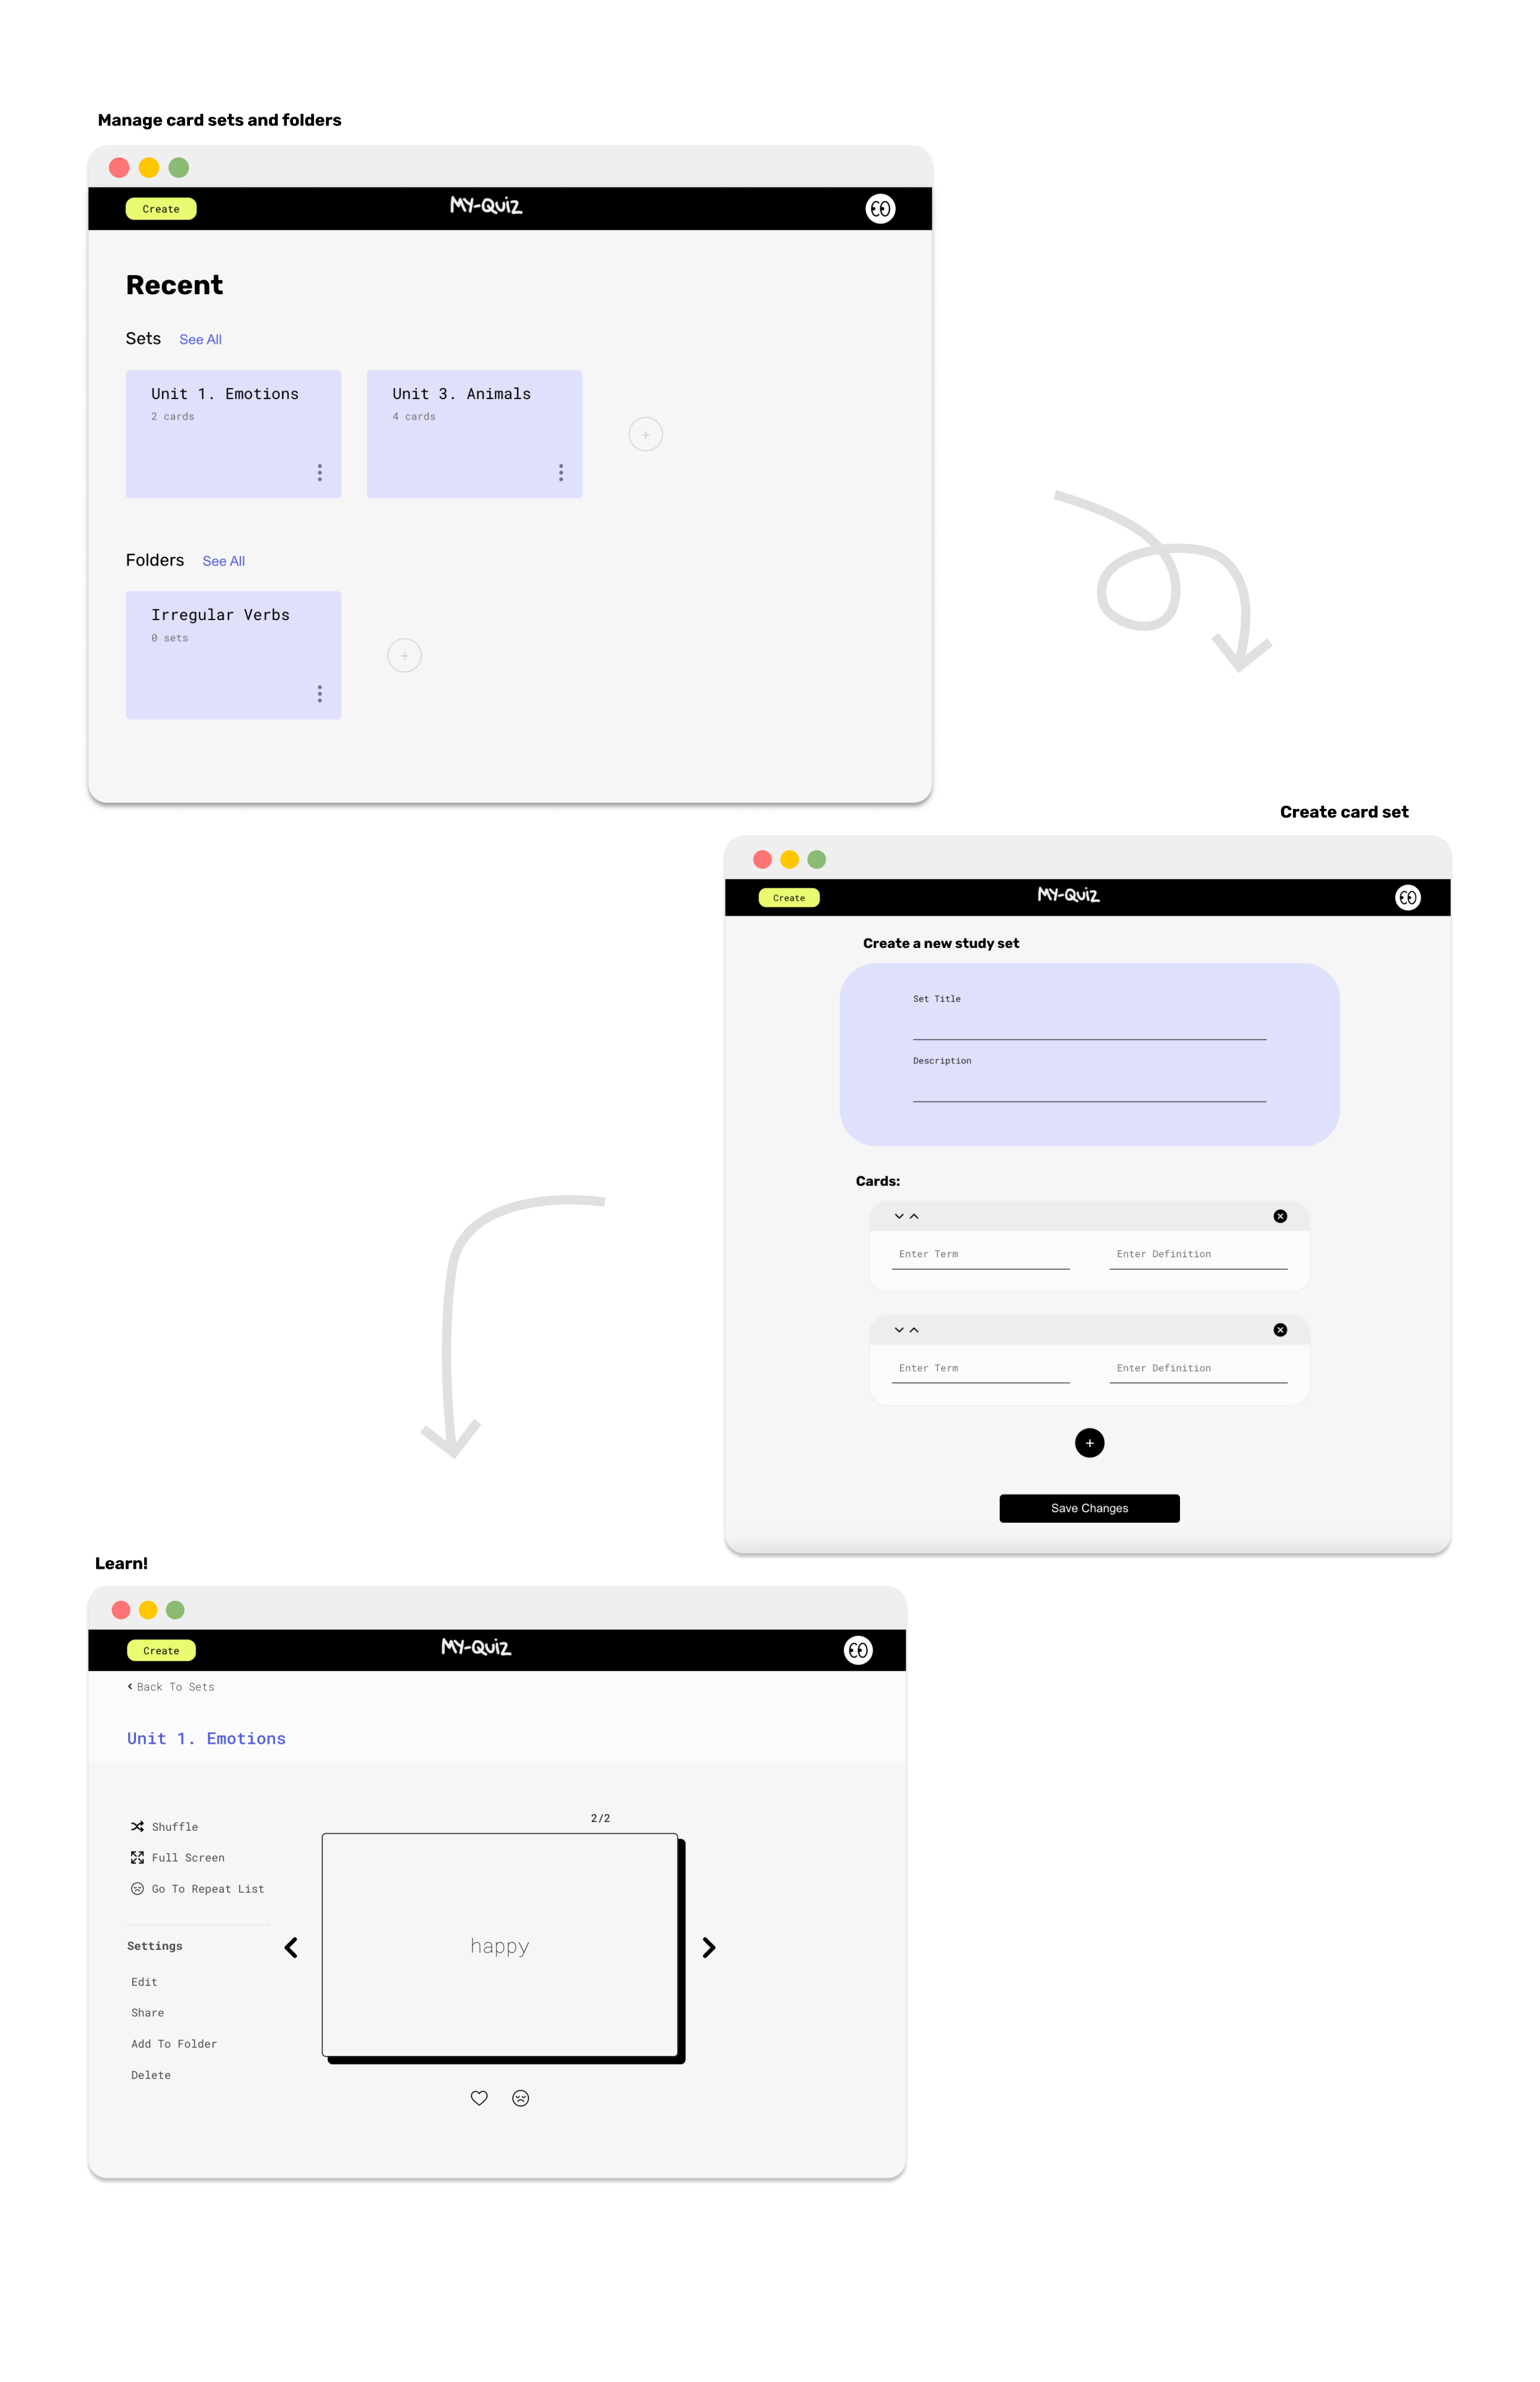 Manage card sets and folders
Create
MY-QUiZ
Recent
Sets See All
Unit 1. Emotions
2 cards
Unit 3. Animals
4 cards
+
Folders See All
Irregular Verbs
0 sets
+
Create card set
Create
MY-QUiZ
Create a new study set
Set Title
Description
Cards:
Enter Term Enter Definition
Enter Term Enter Definition
+
Save Changes
Learn!
Create
MY-QUiZ
Back To Sets
Unit 1. Emotions
2/2
Shuffle
Full Screen
Go To Repeat List
Settings
Edit
Share
Add To Folder
Delete
happy